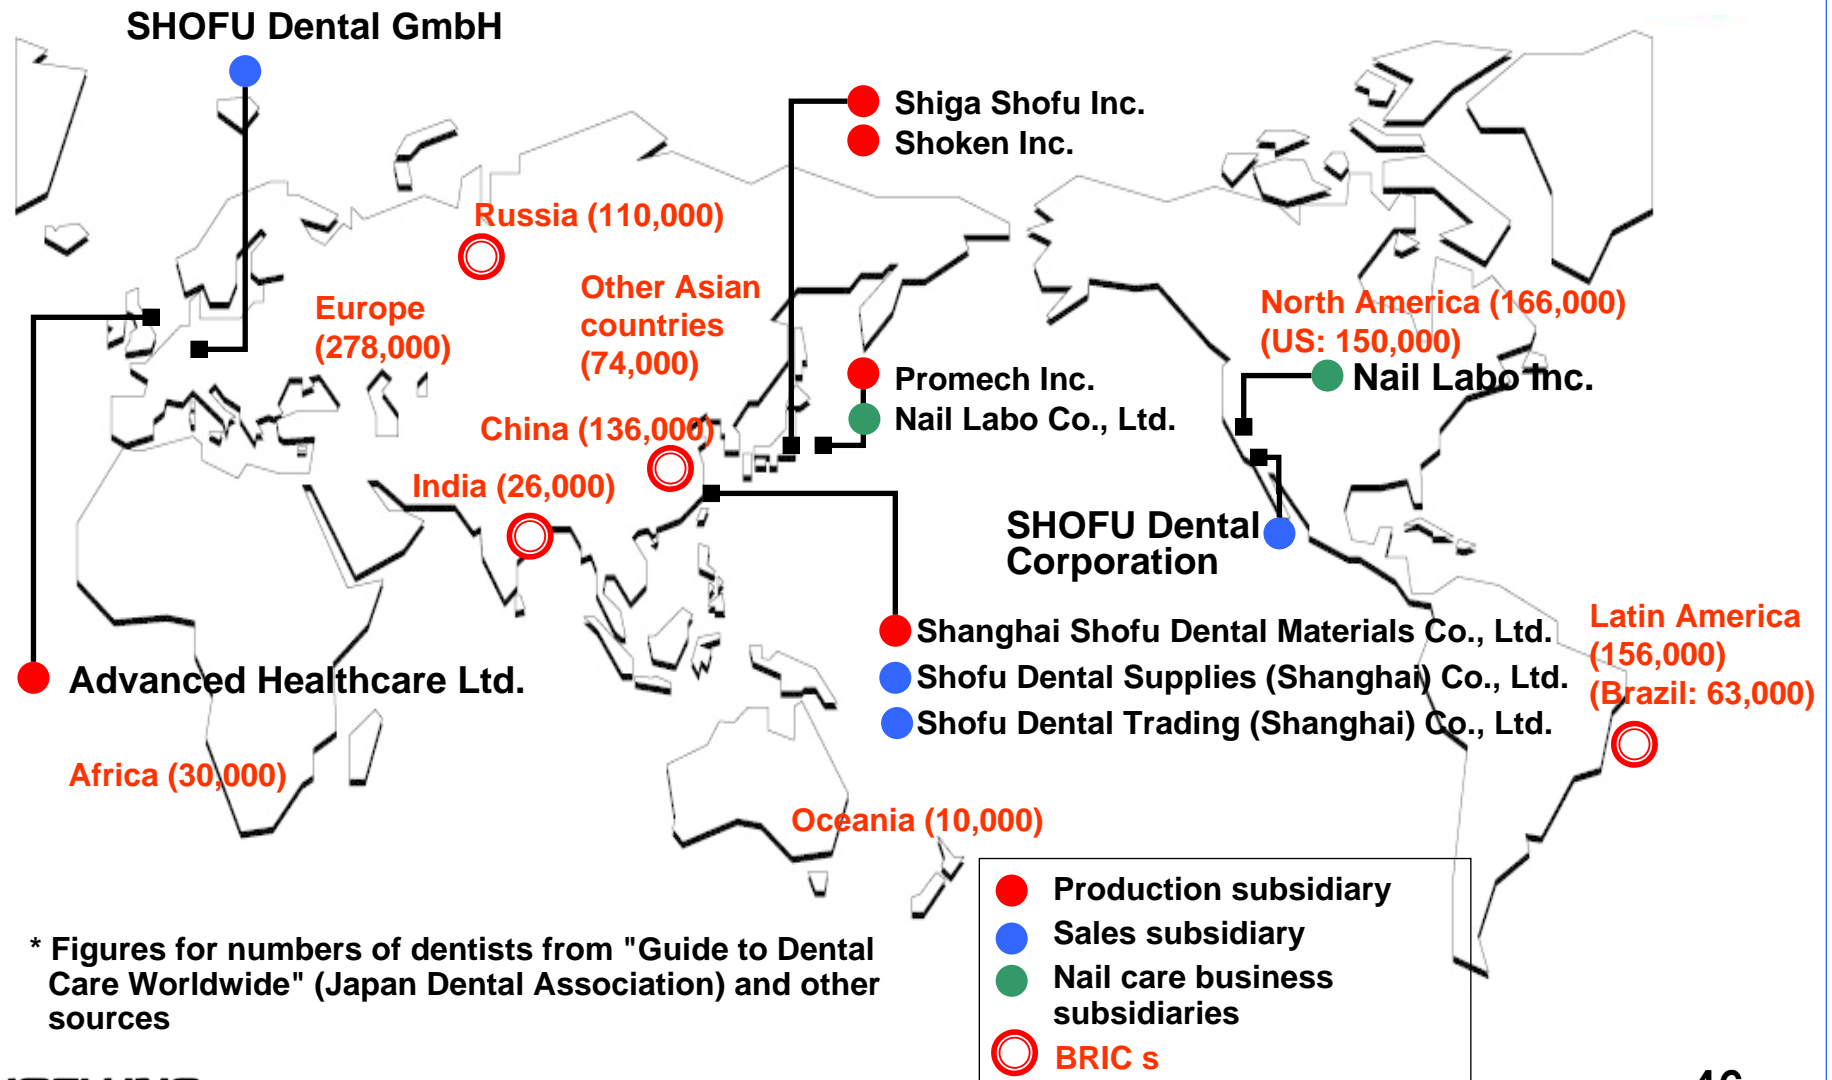 SHOFU Dental GmbH
Shiga Shofu Inc.
Shoken Inc.
Russia (110,000)
Europe
(278,000)
Other Asian
countries
(74,000)
North America (166,000)
(US: 150,000)
Nail Labo Inc.
Promech Inc.
Nail Labo Co., Ltd.
China (136,000)
India (26,000)
SHOFU Dental
Corporation
Shanghai Shofu Dental Materials Co., Ltd.
Shofu Dental Supplies (Shanghai) Co., Ltd.
Shofu Dental Trading (Shanghai) Co., Ltd.
Latin America
(156,000)
(Brazil: 63,000)
Advanced Healthcare Ltd.
Africa (30,000)
Oceania (10,000)
Production subsidiary
Sales subsidiary
Nail care business
subsidiaries
BRIC s
* Figures for numbers of dentists from "Guide to Dental
Care Worldwide" (Japan Dental Association) and other
sources